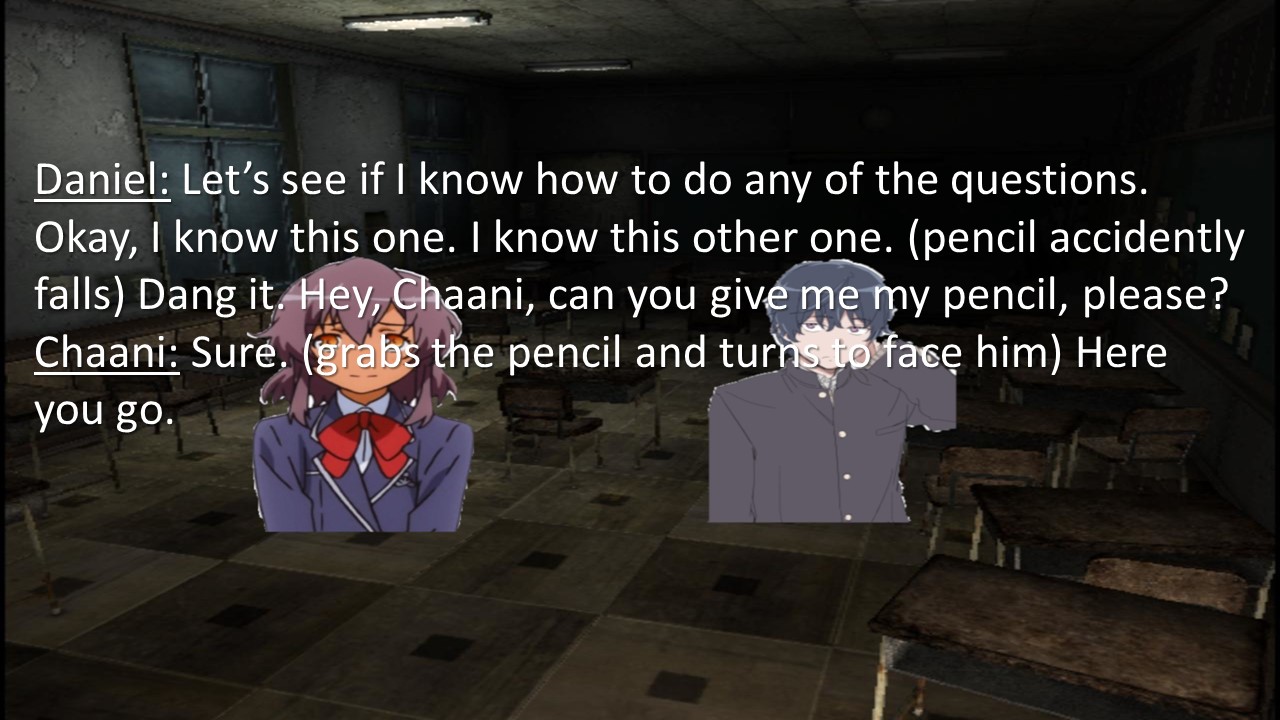 Daniel: Let’s see if I know how to do any of the questions.
Okay, I know this one. I know this other one. (pencil accidently
falls) Dang it. Hey, Chaani, can you give me my pencil, please?
Chaani: Sure. (grabs the pencil and turns to face him) Here
you go.